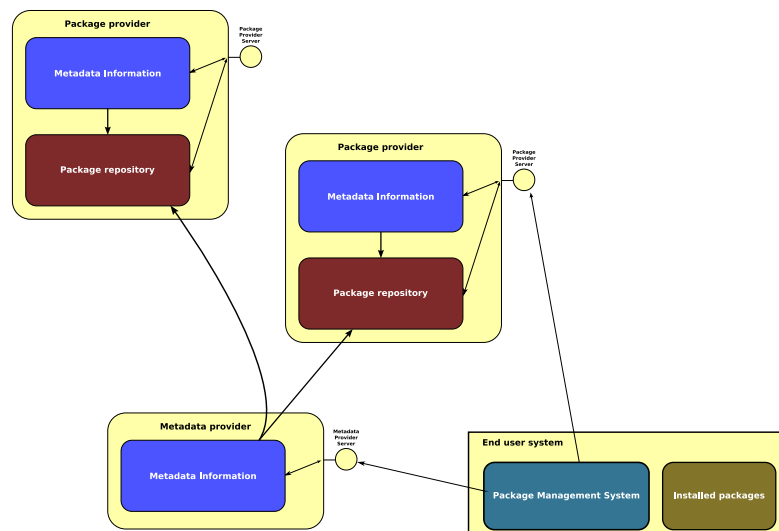 Package provider
Package
Provider
Server
Metadata Information
Package repository
Package provider
Package
Provider
Server
Metadata Information
Package repository
Metadata provider
Metadata
Provider
Server
Metadata Information
End user system
Package Management System
Installed packages